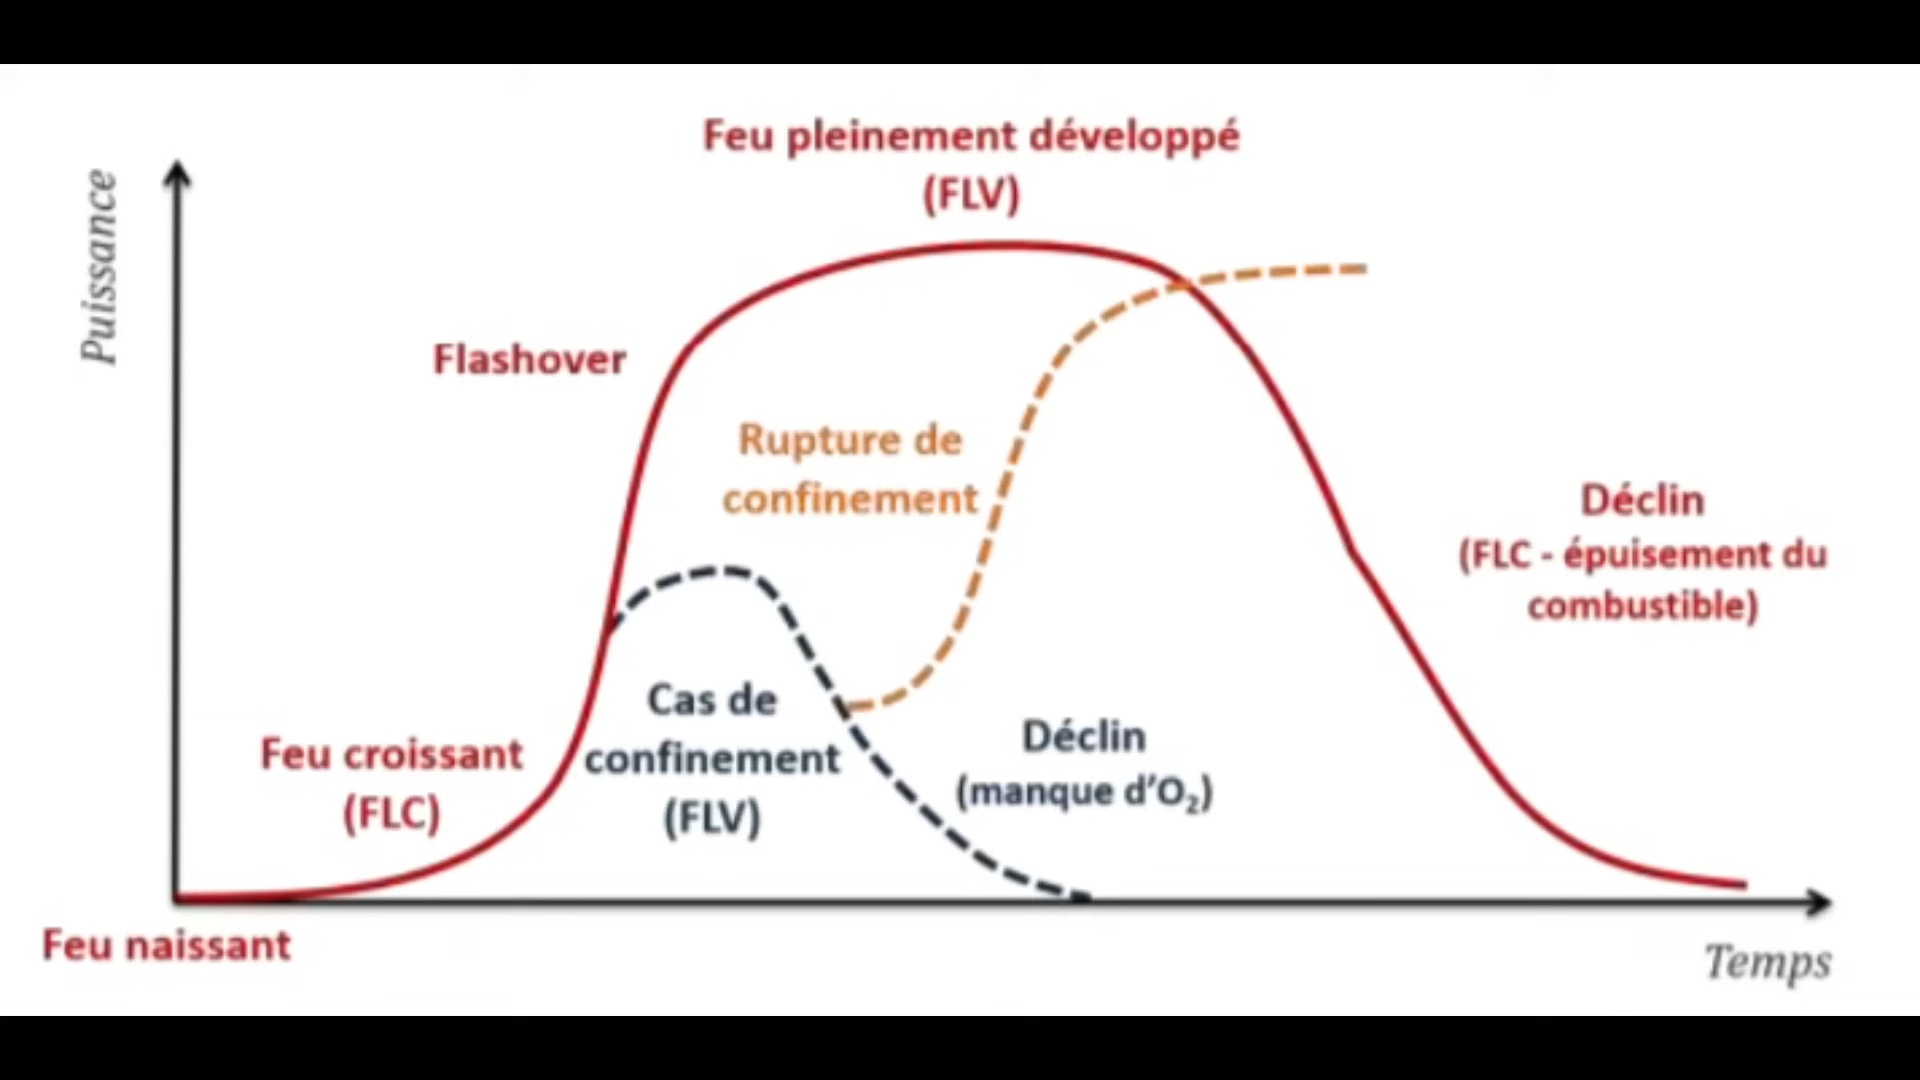 Feu pleinement développé
(FLV)
Puissance
Flashover
Rupture de
confinement
Déclin
(FLC - épuisement du
combustible)
Cas de
confinement
(FLV)
Déclin
(manque d'O₂)
Feu croissant
(FLC)
Feu naissant
Temps